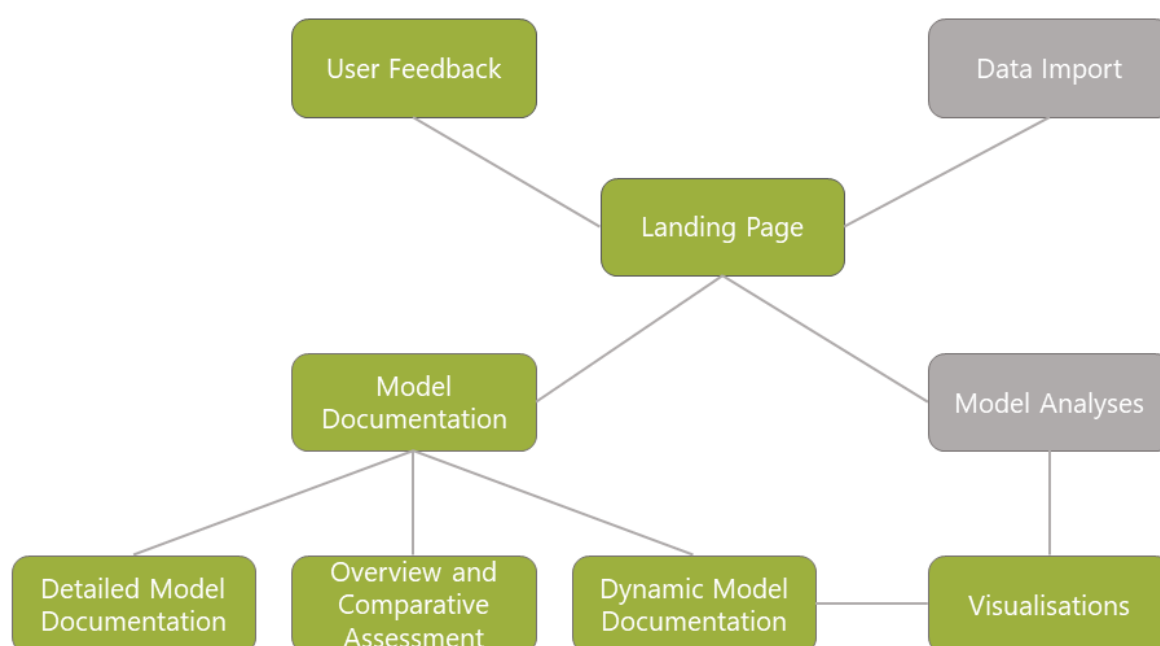 User Feedback
Data Import
Landing Page
Model
Documentation
Model Analyses
Detailed Model
Documentation
Overview and
Comparative
Assessment
Dynamic Model
Documentation
Visualisations